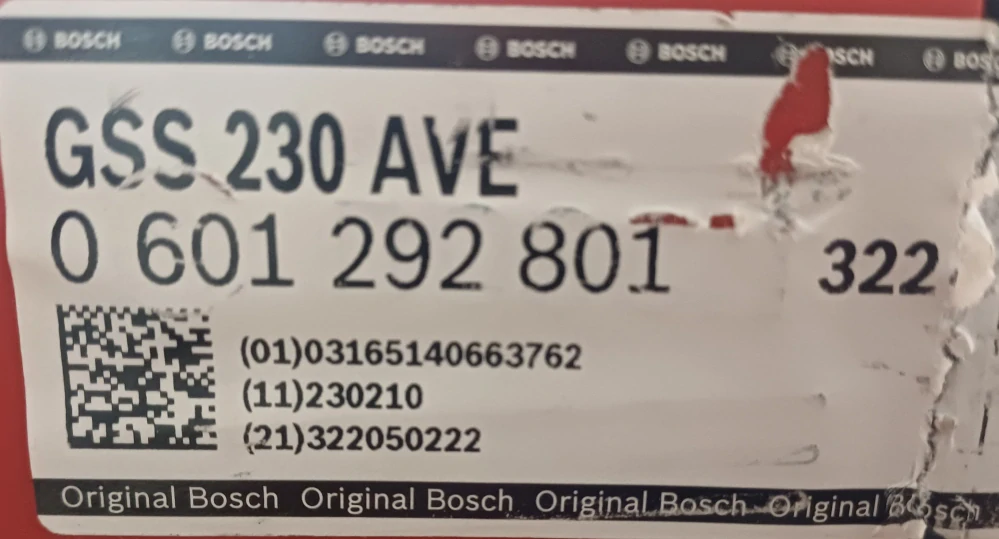 BOSCH BOSCH BOSCH BOSCH BOSCH
GSS 230 AVE
0 601 292 801 322
(01)03165140663762
(11)230210
(21)322050222
Original Bosch Original Bosch Original Bosch Original Bosch